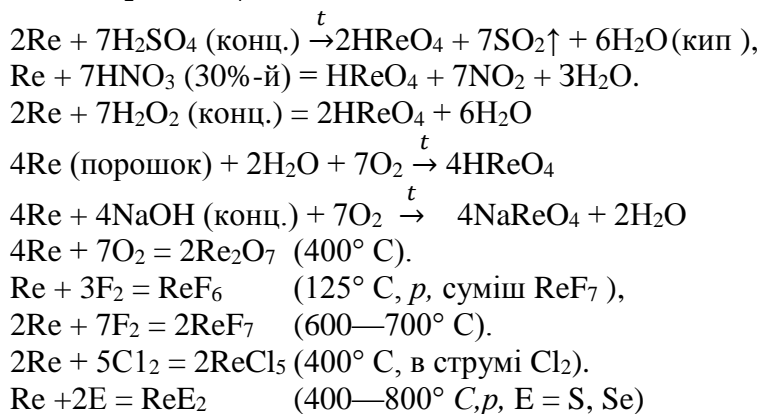 2Re + 7H₂SO₄ (конц.) →ᵗ 2HReO₄ + 7SO₂↑ + 6H₂O(кип ),
Re + 7HNO₃ (30%-й) = HReO₄ + 7NO₂ + 3H₂O.
2Re + 7H₂O₂ (конц.) = 2HReO₄ + 6H₂O
4Re (порошок) + 2H₂O + 7O₂ →ᵗ 4HReO₄
4Re + 4NaOH (конц.) + 7O₂ →ᵗ 4NaReO₄ + 2H₂O
4Re + 7O₂ = 2Re₂O₇ (400° C).
Re + 3F₂ = ReF₆ (125° C, p, суміш ReF₇ ),
2Re + 7F₂ = 2ReF₇ (600—700° C).
2Re + 5C1₂ = 2ReCl₅ (400° C, в струмі Cl₂).
Re +2E = ReE₂ (400—800° C,p, E = S, Se)